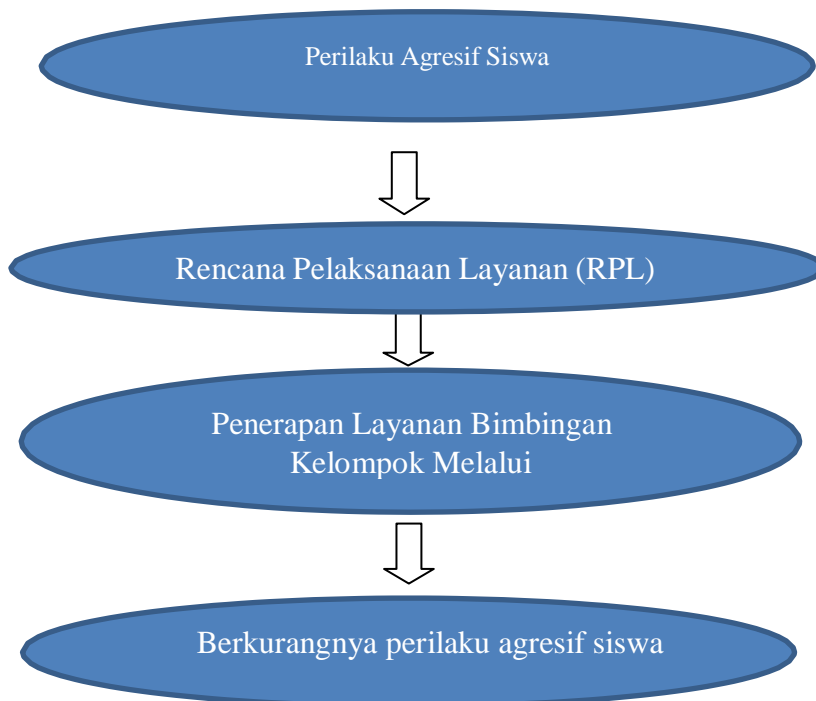 Perilaku Agresif Siswa
Rencana Pelaksanaan Layanan (RPL)
Penerapan Layanan Bimbingan
Kelompok Melalui
Berkurangnya perilaku agresif siswa